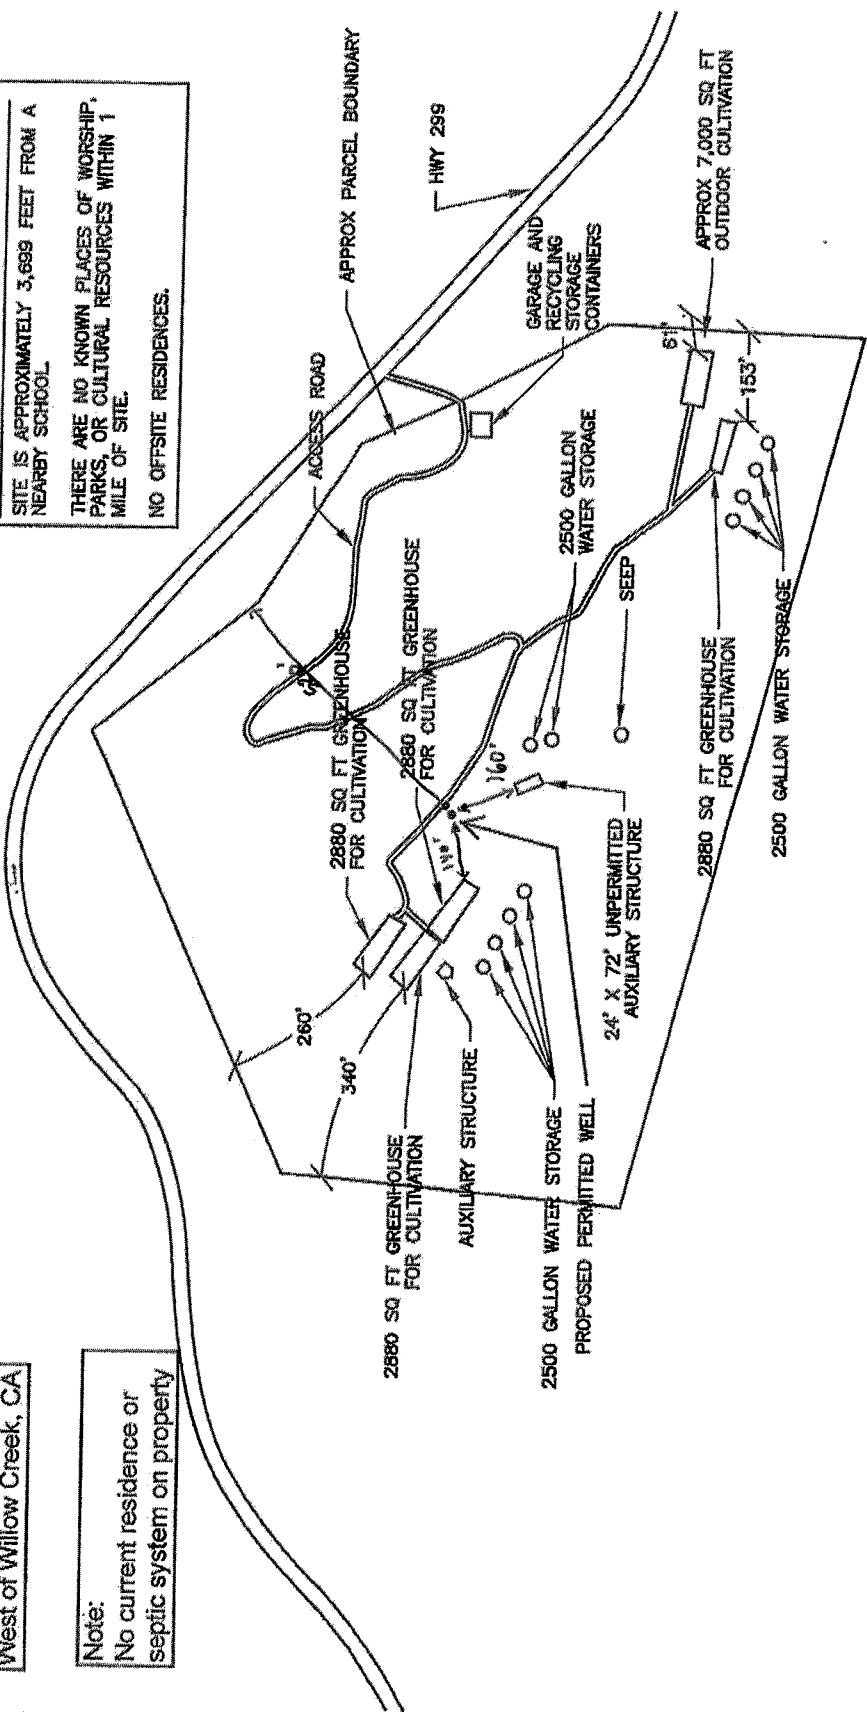 West of Willow Creek, CA
Note:
No current residence or
septic system on property
SITE IS APPROXIMATELY 3,699 FEET FROM A
NEARBY SCHOOL.
THERE ARE NO KNOWN PLACES OF WORSHIP,
PARKS, OR CULTURAL RESOURCES WITHIN 1
MILE OF SITE.
NO OFFSITE RESIDENCES.
APPROX PARCEL BOUNDARY
HWY 299
ACCESS ROAD
GARAGE AND
RECYCLING
STORAGE
CONTAINERS
APPROX 7,000 SQ FT
OUTDOOR CULTIVATION
61'
153'
2880 SQ FT GREENHOUSE
FOR CULTIVATION
2880 SQ FT GREENHOUSE
FOR CULTIVATION
2500 GALLON
WATER STORAGE
SEEP
160'
260'
340'
2880 SQ FT GREENHOUSE
FOR CULTIVATION
AUXILIARY STRUCTURE
2500 GALLON WATER STORAGE
PROPOSED PERMITTED WELL
24' X 72' UNPERMITTED
AUXILIARY STRUCTURE
2880 SQ FT GREENHOUSE
FOR CULTIVATION
2500 GALLON WATER STORAGE